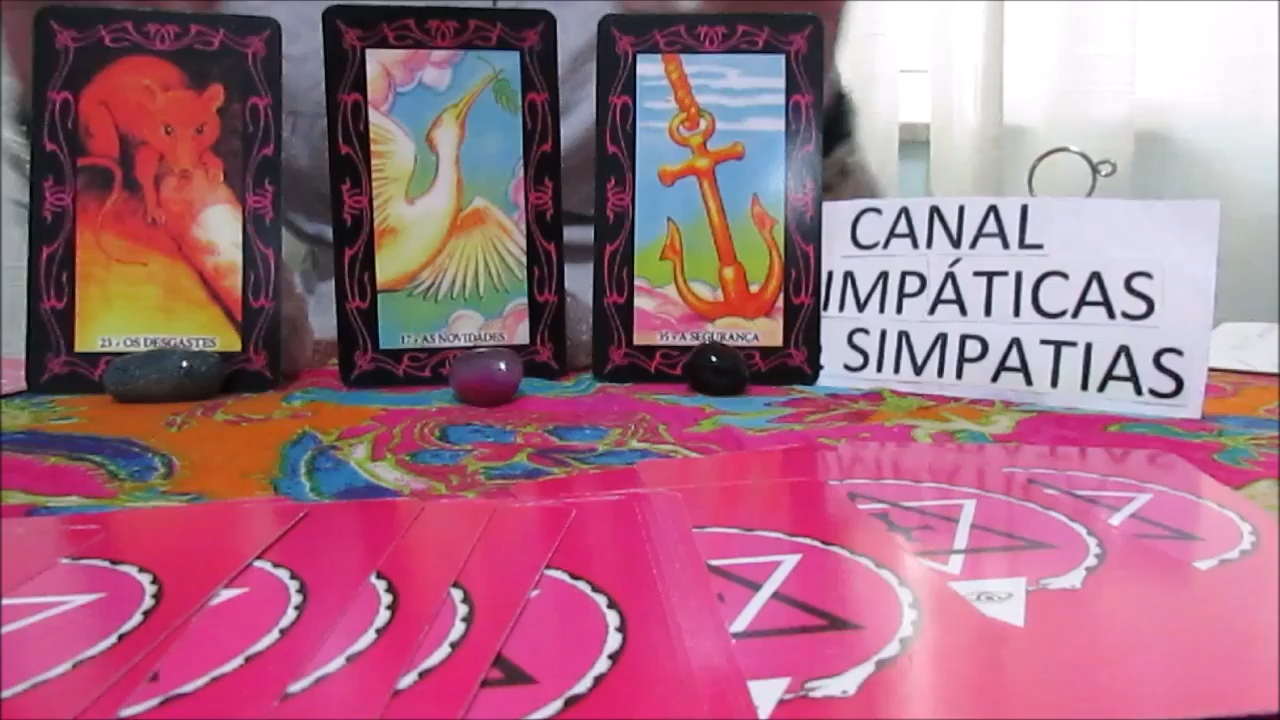 23 - OS DESGASTES
17 - AS NOVIDADES
35 - A SEGURANÇA
CANAL
IMPÁTICAS
SIMPATIAS